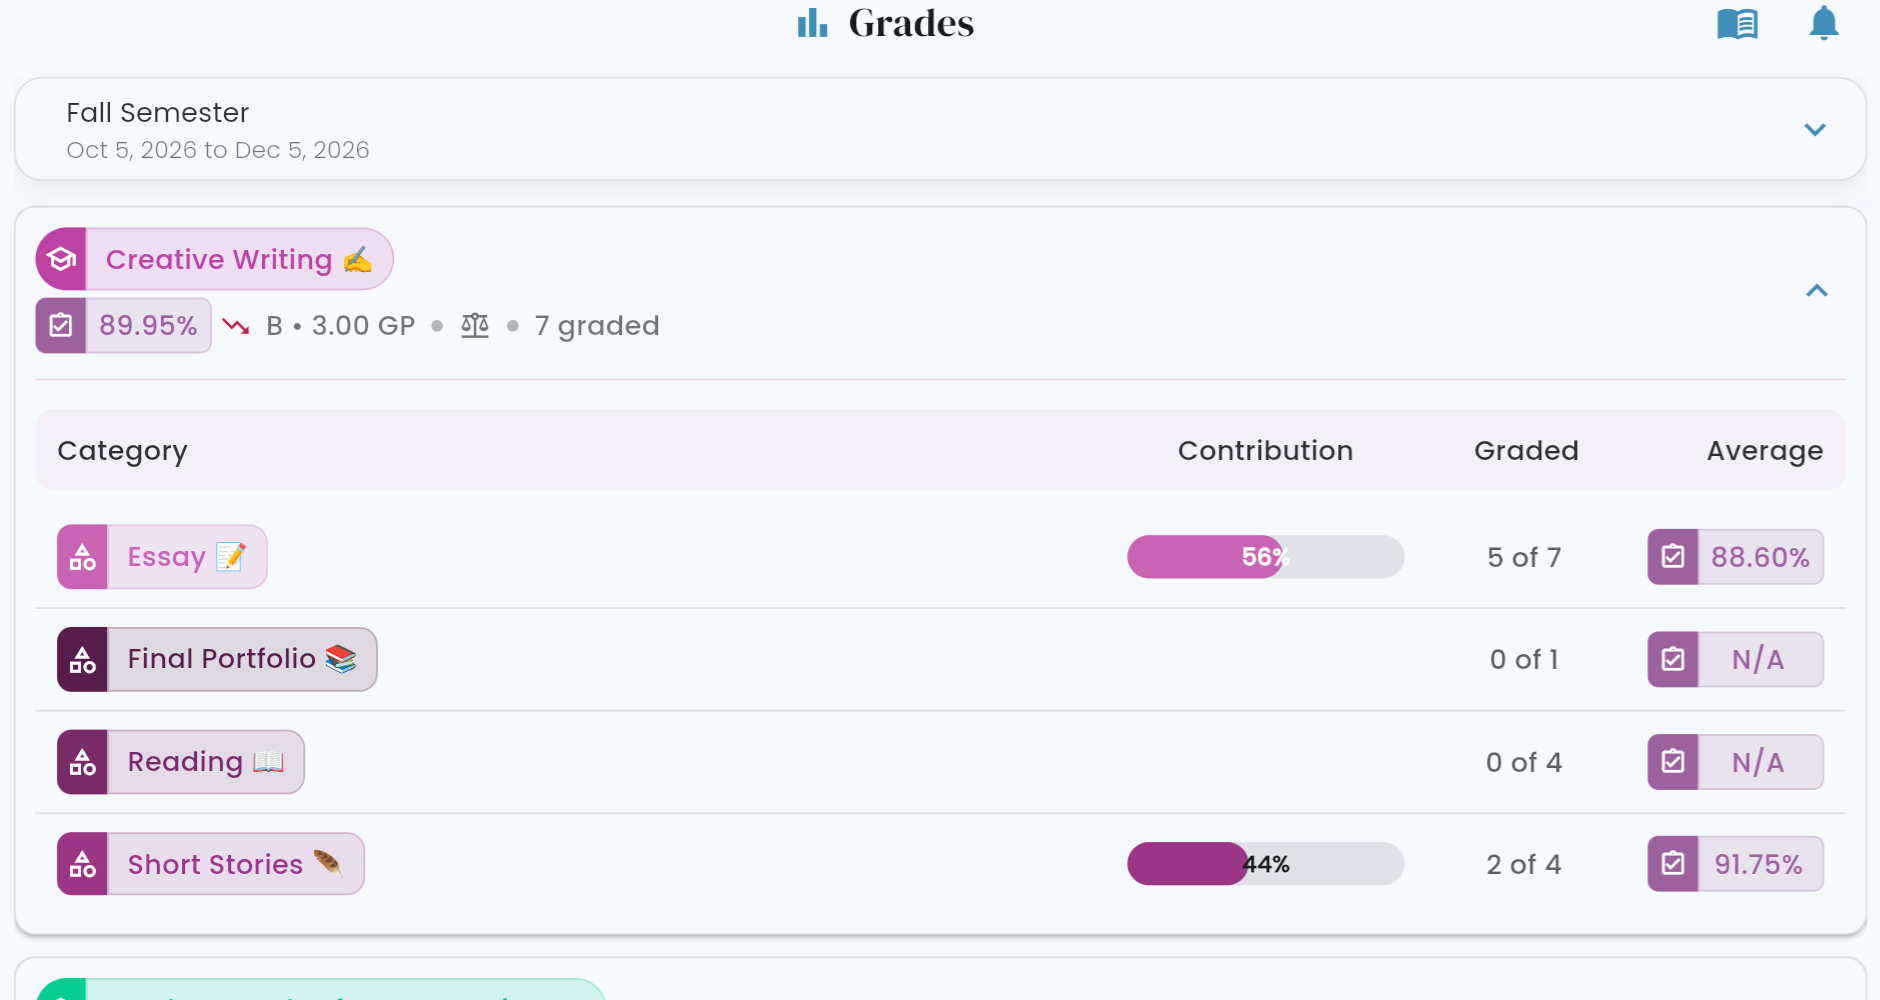 Grades
Fall Semester
Oct 5, 2026 to Dec 5, 2026
Creative Writing ✍️
89.95% B • 3.00 GP • 7 graded
Category Contribution Graded Average
Essay 📝 56% 5 of 7 88.60%
Final Portfolio 📚 0 of 1 N/A
Reading 📖 0 of 4 N/A
Short Stories 🪶 44% 2 of 4 91.75%